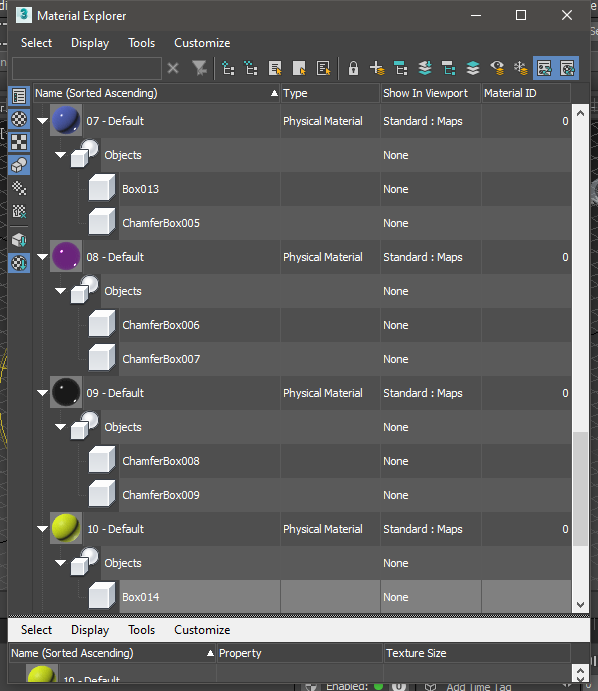 3 Material Explorer
Select Display Tools Customize
Name (Sorted Ascending) Type Show In Viewport Material ID
07 - Default Physical Material Standard : Maps 0
Objects None
Box013 None
ChamferBox005 None
08 - Default Physical Material Standard : Maps 0
Objects None
ChamferBox006 None
ChamferBox007 None
09 - Default Physical Material Standard : Maps 0
Objects None
ChamferBox008 None
ChamferBox009 None
10 - Default Physical Material Standard : Maps 0
Objects None
Box014 None
Select Display Tools Customize
Name (Sorted Ascending) Property Texture Size
10 - Default
Enabled: 0 Add Time Tag